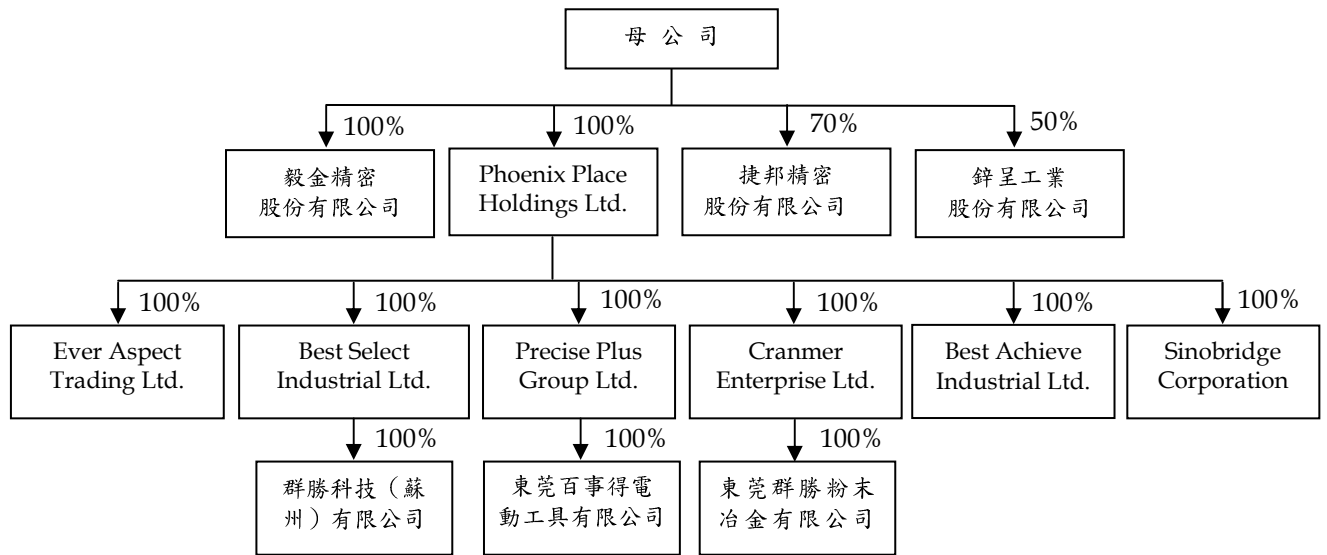 母 公 司
100%
100%
70%
50%
毅金精密
股份有限公司
Phoenix Place
Holdings Ltd.
捷邦精密
股份有限公司
鋅呈工業
股份有限公司
100%
100%
100%
100%
100%
100%
Ever Aspect
Trading Ltd.
Best Select
Industrial Ltd.
Precise Plus
Group Ltd.
Cranmer
Enterprise Ltd.
Best Achieve
Industrial Ltd.
Sinobridge
Corporation
100%
100%
100%
群勝科技（蘇
州）有限公司
東莞百事得電
動工具有限公司
東莞群勝粉末
冶金有限公司